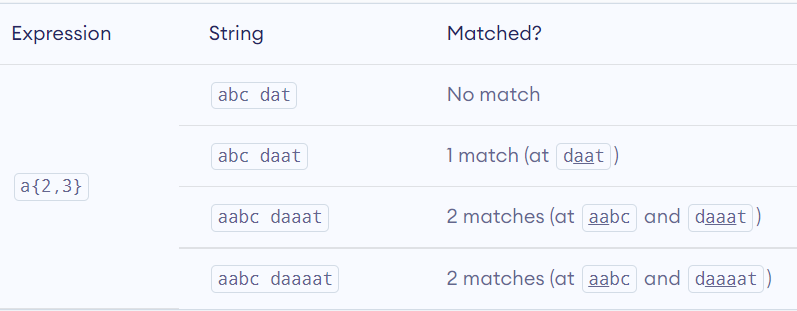 Expression String Matched?
abc dat No match
abc daat 1 match (at daat)
a{2,3}
aabc daaat 2 matches (at aabc and daaat)
aabc daaaat 2 matches (at aabc and daaaat)